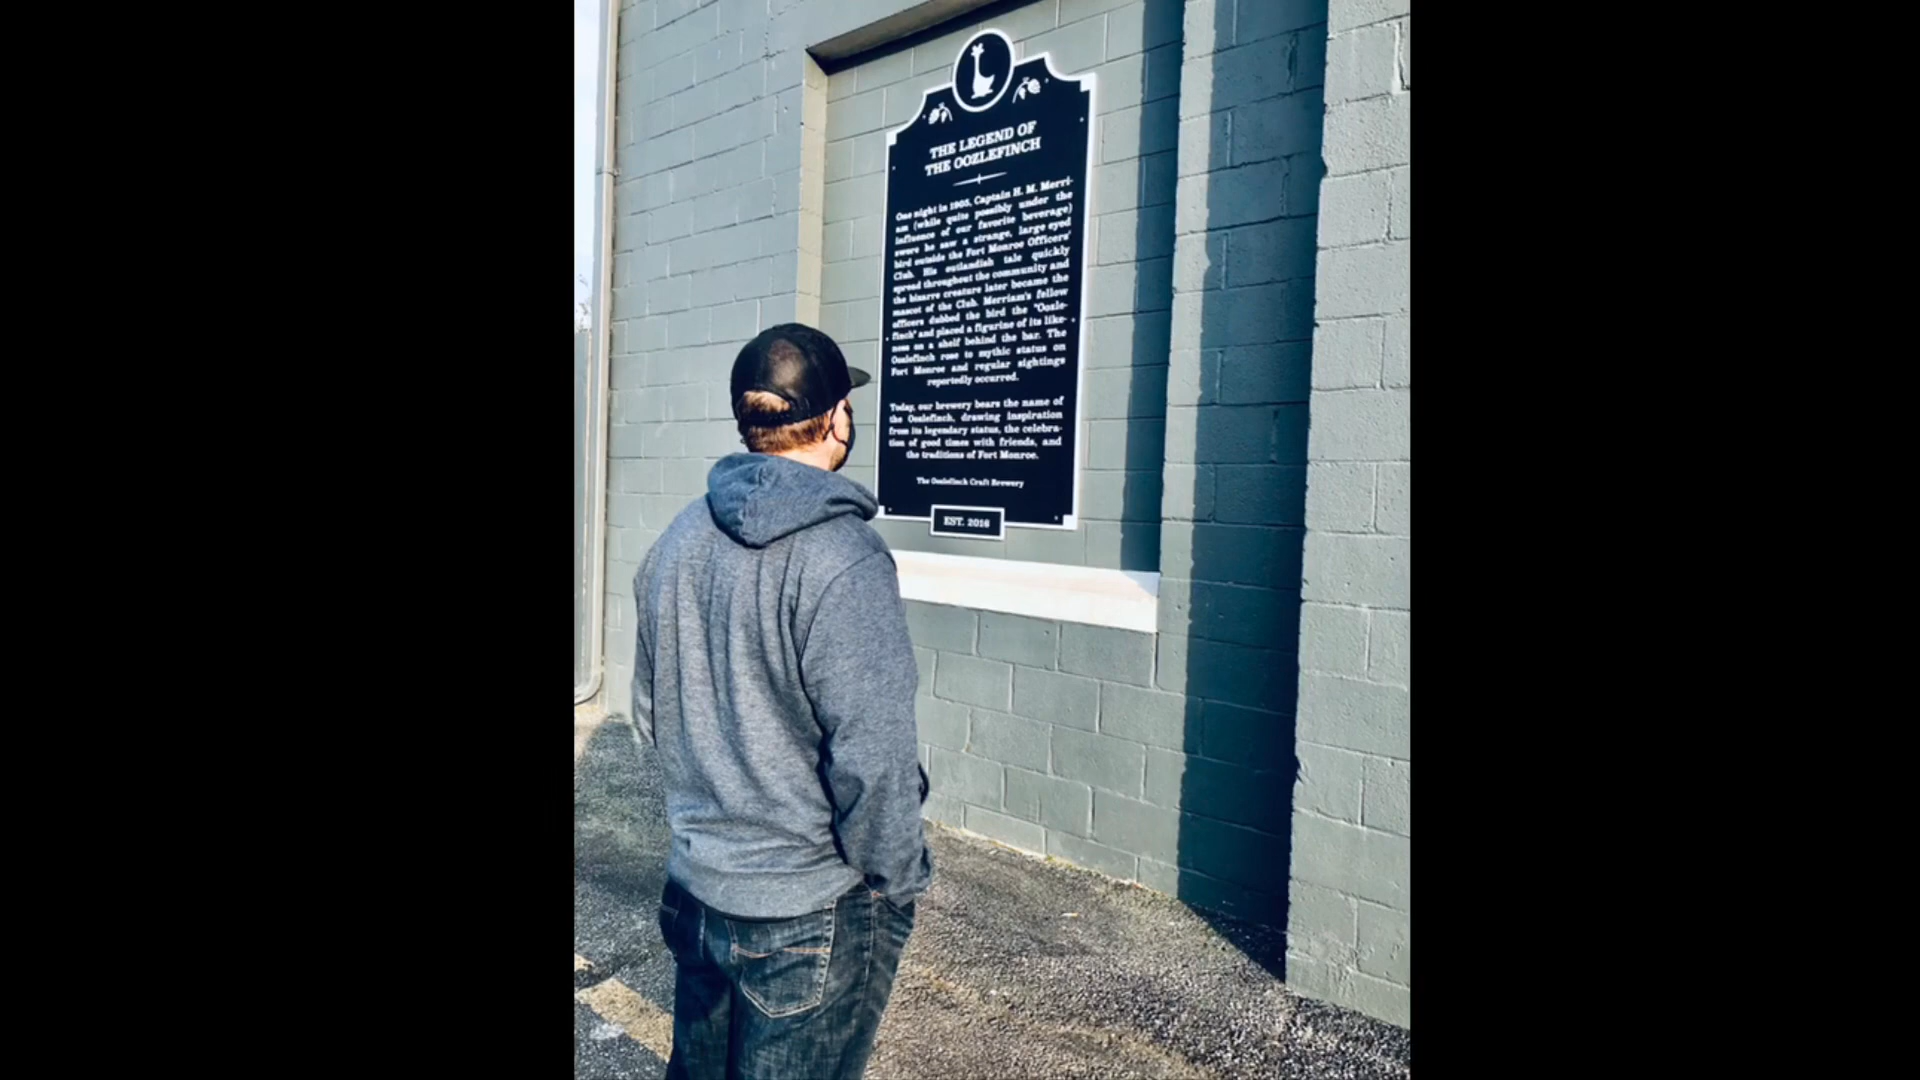 THE LEGEND OF
THE OOZLEFINCH
One night in 1905, Captain H. M. Merri-
am (while quite possibly under the
influence of our favorite beverage)
swore he saw a strange, large eyed
bird outside the Fort Monroe Officers'
Club. His outlandish tale quickly
spread throughout the community and
the bizarre creature later became the
mascot of the Club. Merriam's fellow
officers dubbed the bird the "Oozle-
finch" and placed a figurine of its like-
ness on a shelf behind the bar. The
Oozlefinch rose to mythic status on
Fort Monroe and regular sightings
reportedly occurred.
Today, our brewery bears the name of
the Oozlefinch, drawing inspiration
from its legendary status, the celebra-
tion of good times with friends, and
the traditions of Fort Monroe.
The Oozlefinch Craft Brewery
EST. 2016